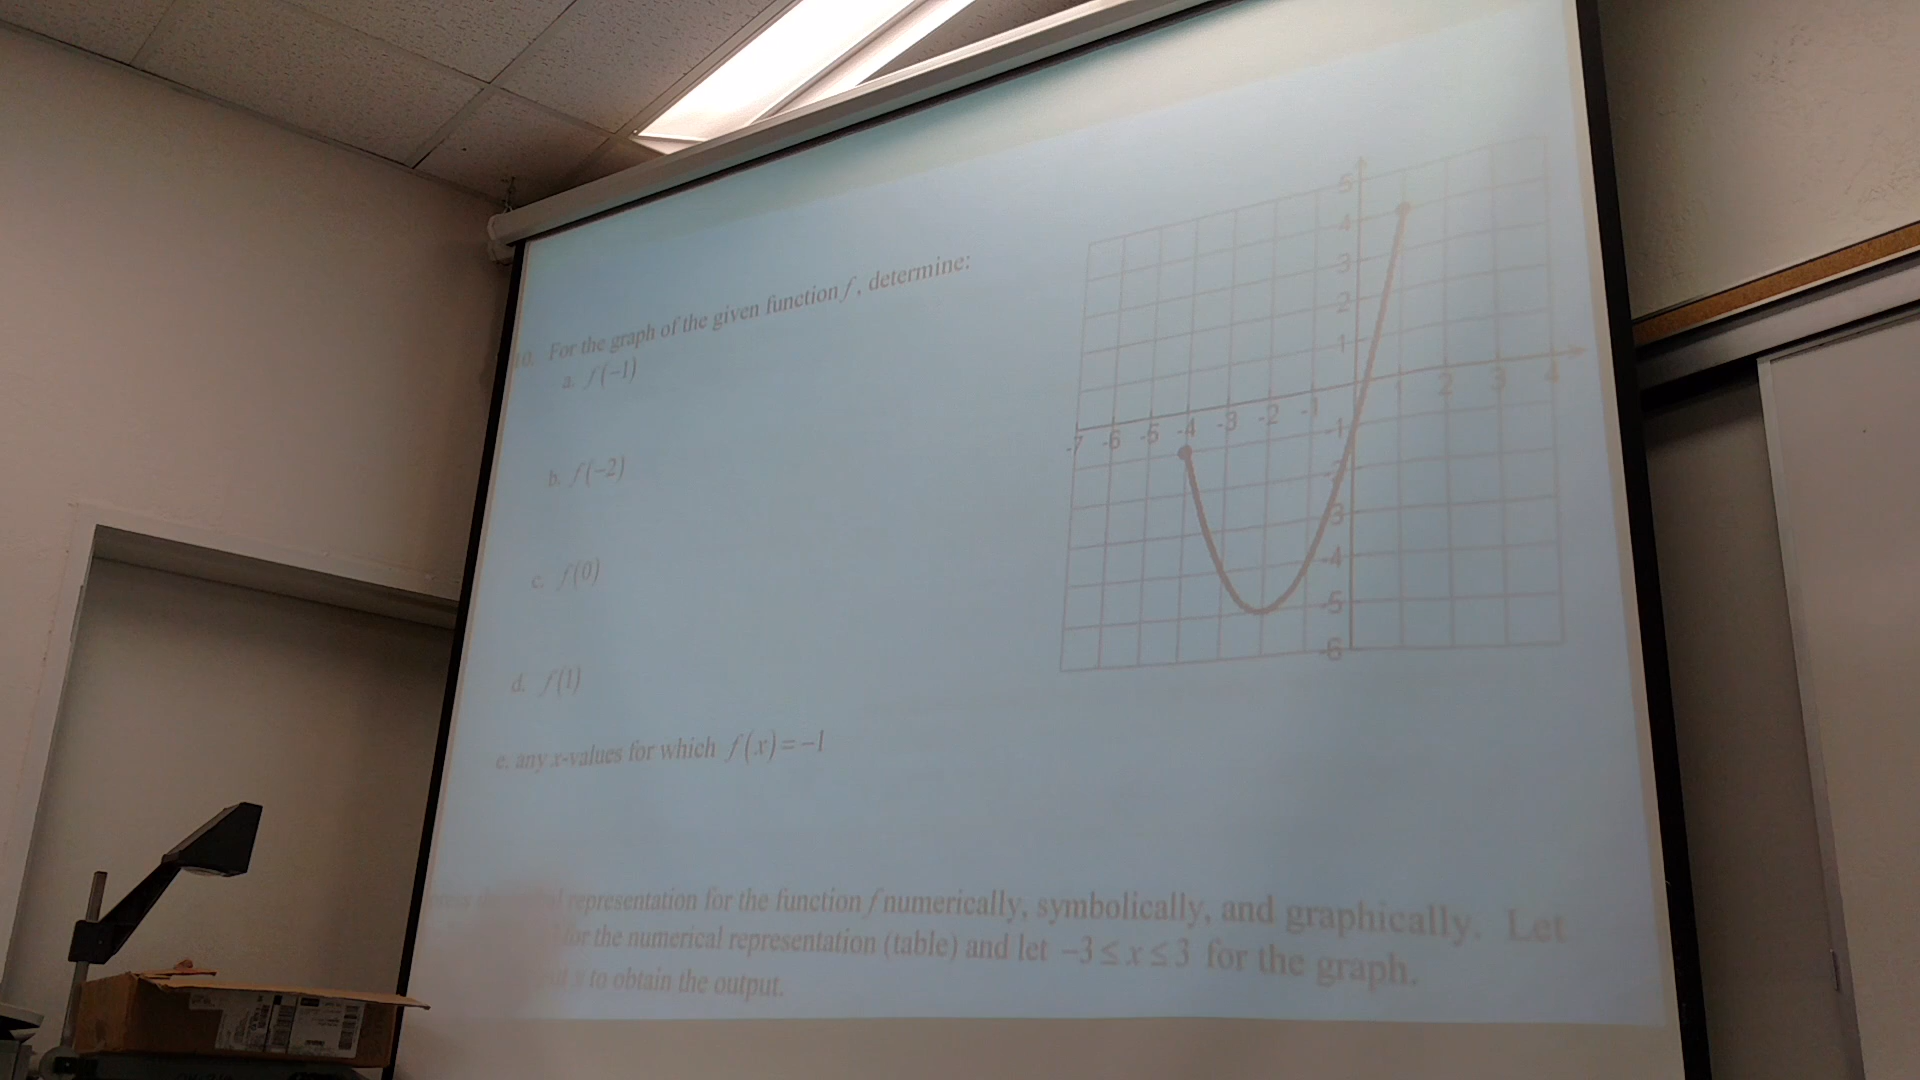 10. For the graph of the given function f, determine:
a. f(-1)
b. f(-2)
c. f(0)
d. f(1)
e. any x-values for which f(x)=-1
5
4
3
2
1
-7 -6 -5 -4 -3 -2 -1 1 2 3 4
-1
-2
-3
-4
-5
-6
representation for the function f numerically, symbolically, and graphically. Let
for the numerical representation (table) and let -3≤x≤3 for the graph.
to obtain the output.